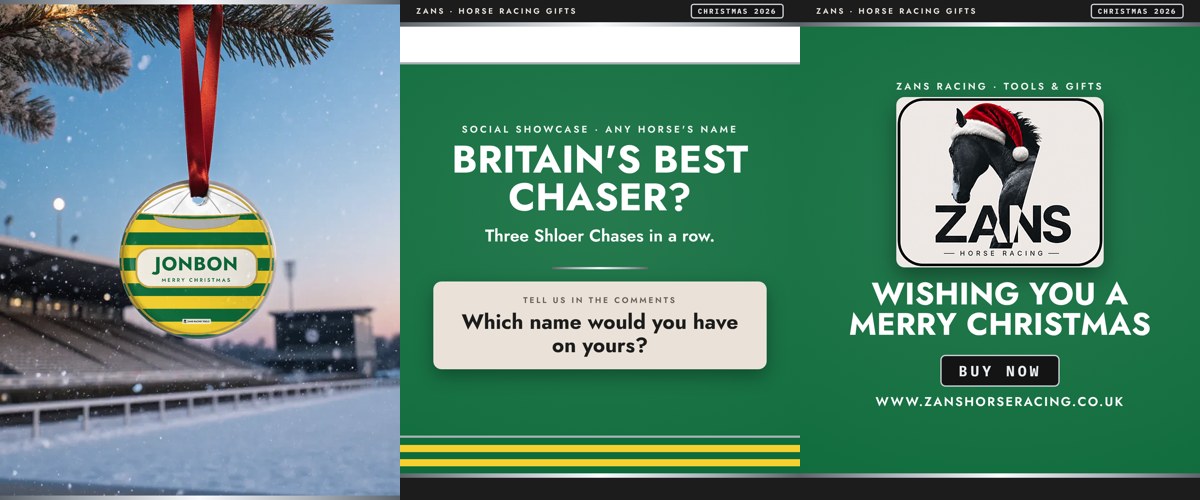 JONBON
MERRY CHRISTMAS
ZANS · HORSE RACING GIFTS
CHRISTMAS 2026
SOCIAL SHOWCASE · ANY HORSE'S NAME
BRITAIN'S BEST
CHASER?
Three Shloer Chases in a row.
TELL US IN THE COMMENTS
Which name would you have
on yours?
ZANS · HORSE RACING GIFTS
CHRISTMAS 2026
ZANS RACING · TOOLS & GIFTS
ZANS
HORSE RACING
WISHING YOU A
MERRY CHRISTMAS
BUY NOW
WWW.ZANSHORSERACING.CO.UK